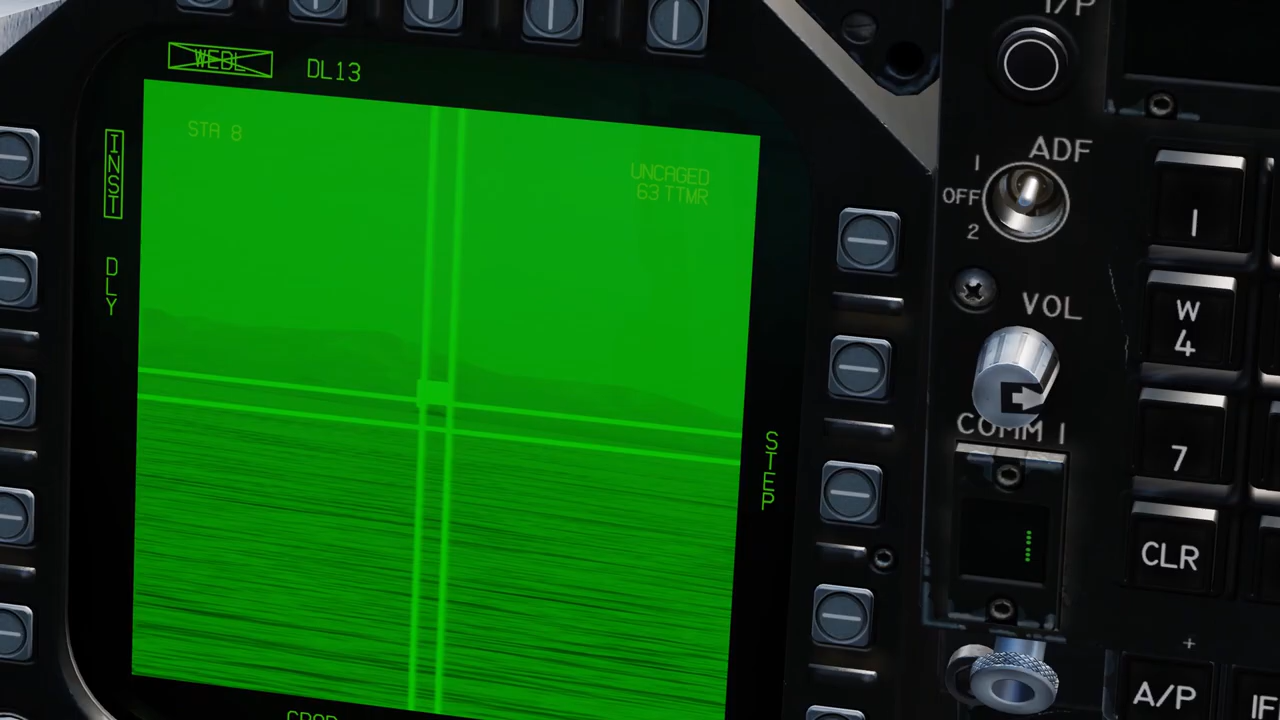 WEDL
DL13
STA 8
UNCAGED
63 TTMR
INST
DLY
STEP
I/P
ADF
1
OFF
2
VOL
COMM 1
1
W
4
7
CLR
+
A/P